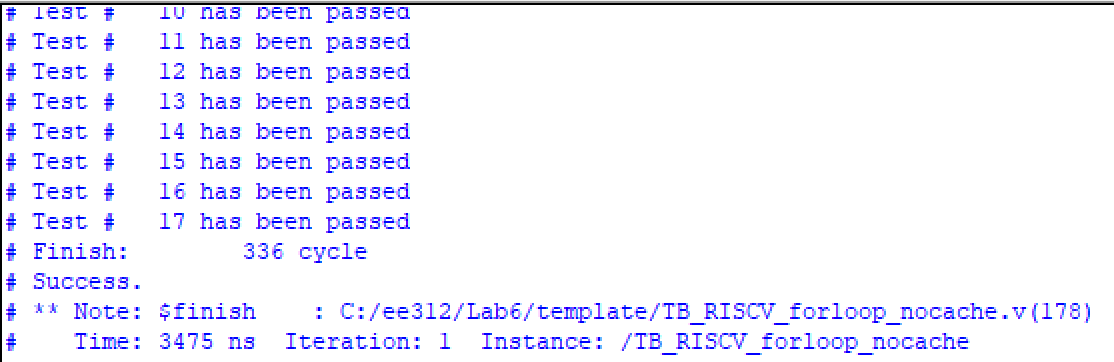 # Test #   10 has been passed
# Test #   11 has been passed
# Test #   12 has been passed
# Test #   13 has been passed
# Test #   14 has been passed
# Test #   15 has been passed
# Test #   16 has been passed
# Test #   17 has been passed
# Finish:        336 cycle
# Success.
# ** Note: $finish    : C:/ee312/Lab6/template/TB_RISCV_forloop_nocache.v(178)
#    Time: 3475 ns  Iteration: 1  Instance: /TB_RISCV_forloop_nocache